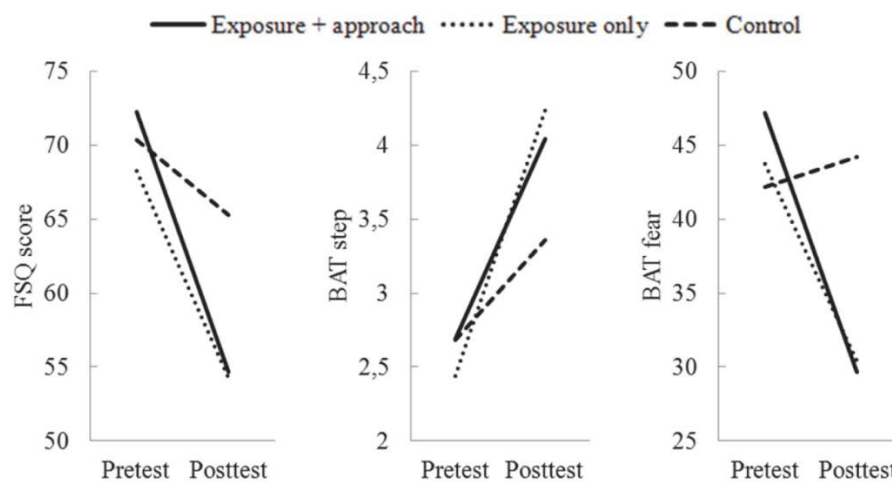 Exposure + approach Exposure only Control
FSQ score
75
70
65
60
55
50
Pretest Posttest
BAT step
4,5
4
3,5
3
2,5
2
Pretest Posttest
BAT fear
50
45
40
35
30
25
Pretest Posttest